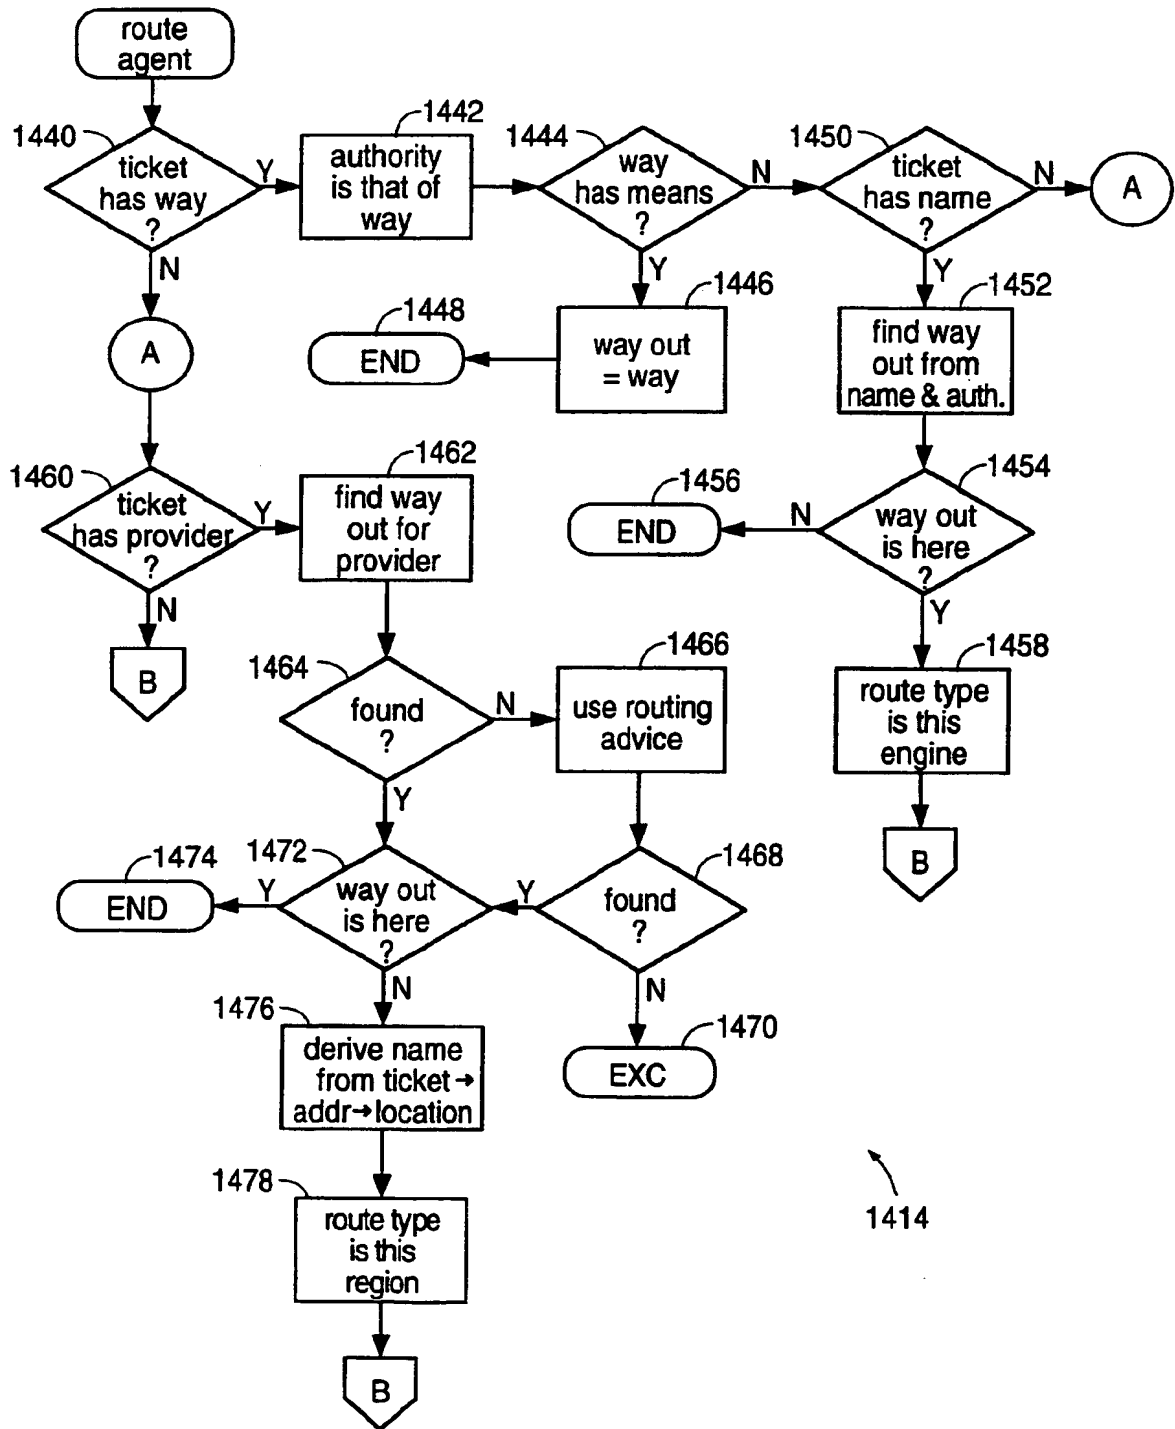 route
agent
1440
ticket
has way
?
Y
N
1442
authority
is that of
way
1444
way
has means
?
N
Y
1450
ticket
has name
?
N
Y
A
A
1446
way out
= way
1448
END
1452
find way
out from
name & auth.
1454
way out
is here
?
N
Y
1456
END
1458
route type
is this
engine
B
1460
ticket
has provider
?
Y
N
B
1462
find way
out for
provider
1464
found
?
N
Y
1466
use routing
advice
1468
found
?
Y
N
1470
EXC
1472
way out
is here
?
Y
N
1474
END
1476
derive name
from ticket→
addr→location
1478
route type
is this
region
B
1414